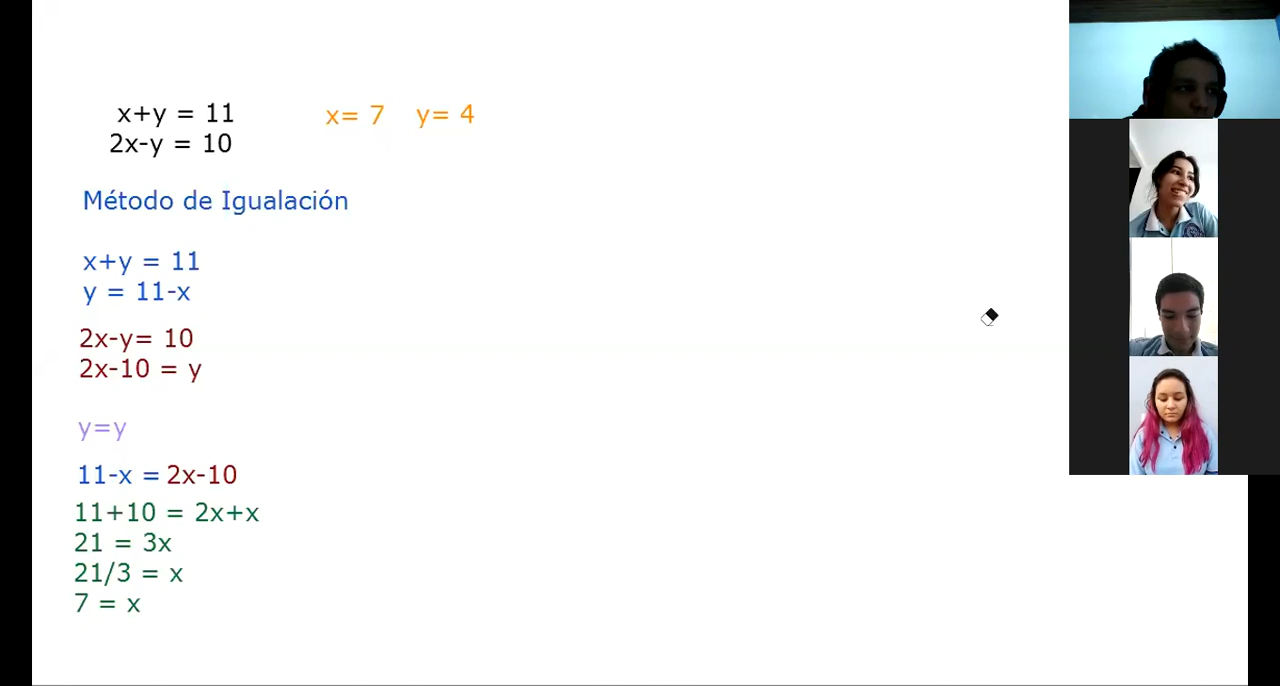 x+y = 11 x= 7 y= 4
2x-y = 10
Método de Igualación
x+y = 11
y = 11-x
2x-y= 10
2x-10 = y
y=y
11-x = 2x-10
11+10 = 2x+x
21 = 3x
21/3 = x
7 = x